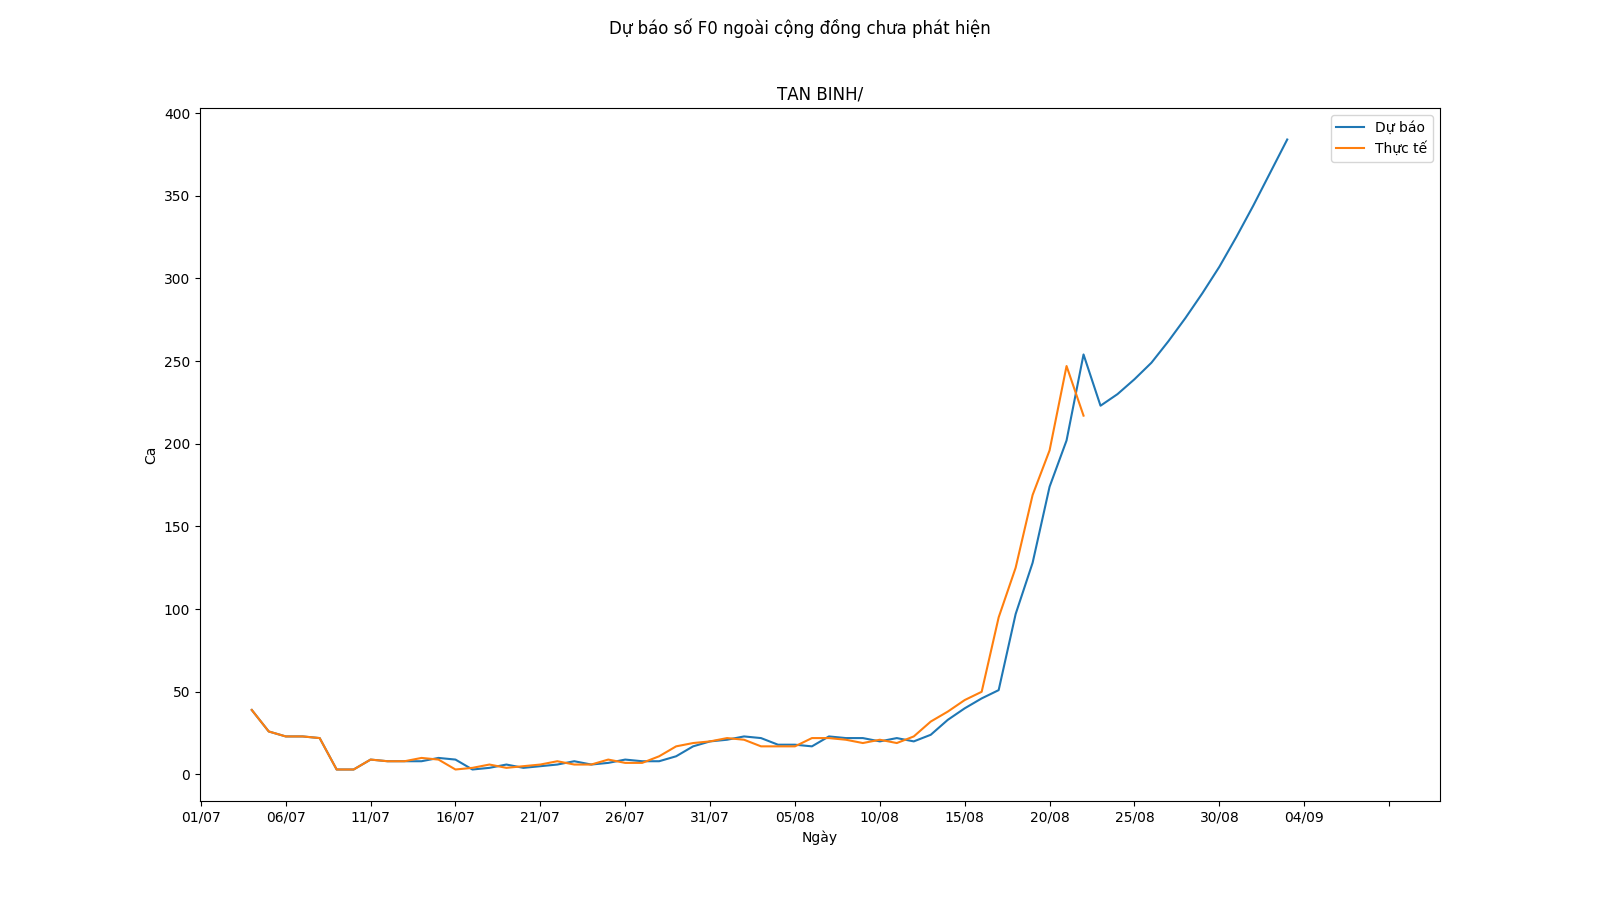 Dự báo số F0 ngoài cộng đồng chưa phát hiện
TAN BINH/
Dự báo
Thực tế
400
350
300
250
200
150
100
50
0
Ca
01/07 06/07 11/07 16/07 21/07 26/07 31/07 05/08 10/08 15/08 20/08 25/08 30/08 04/09
Ngày